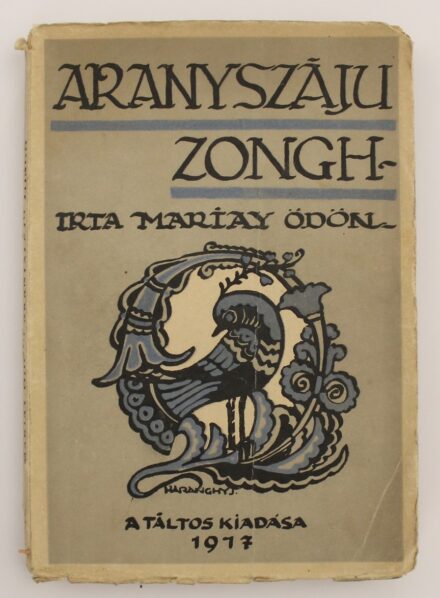 ARANYSZÁJU
ZONGH-
IRTA MARIAY ÖDÖN-
HARANGHY J.
A TÁLTOS KIADÁSA
1917